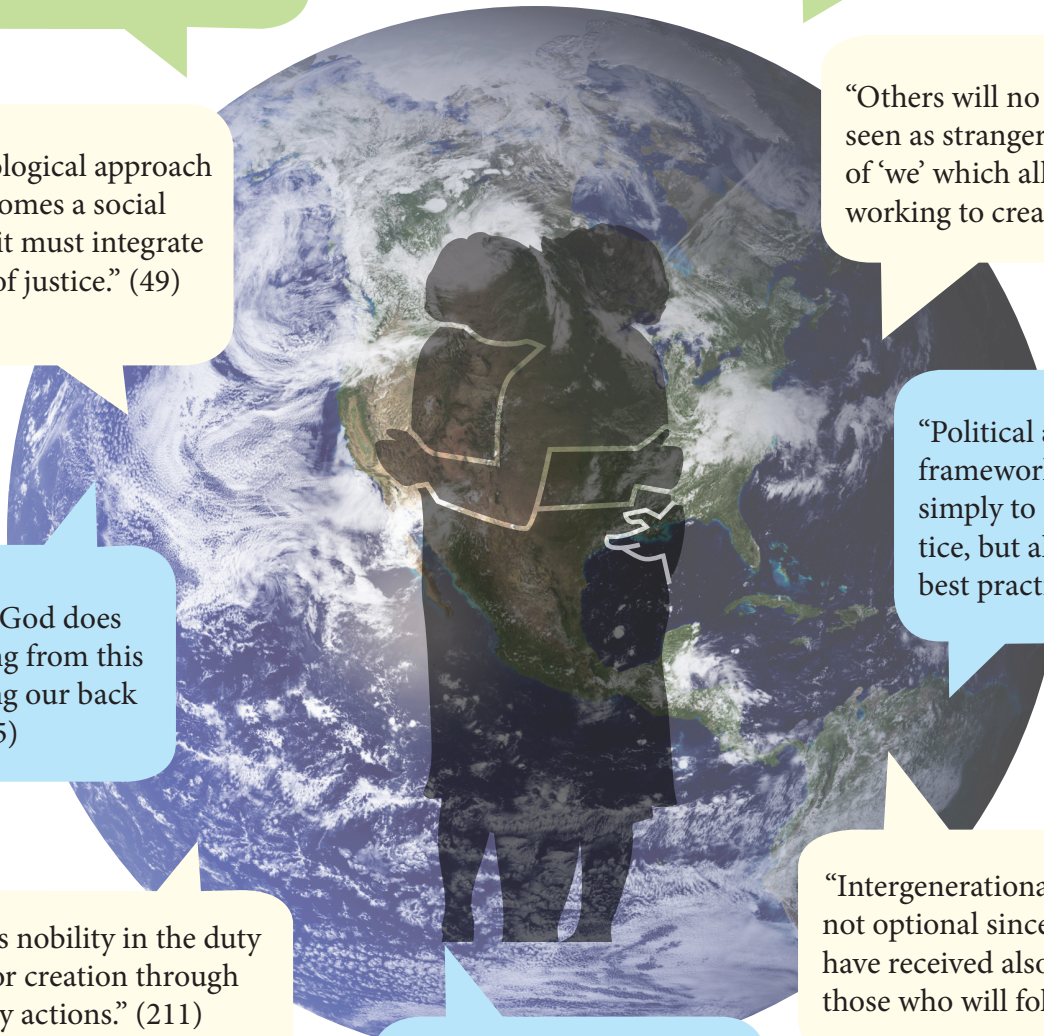 ological approach
omes a social
it must integrate
of justice.” (49)
God does
ng from this
ng our back
5)
s nobility in the duty
or creation through
y actions.” (211)
“Others will no
seen as stranger
of ‘we’ which all
working to crea
“Political a
framework
simply to
tice, but al
best pract
“Intergenerationa
not optional since
have received also
those who will fol